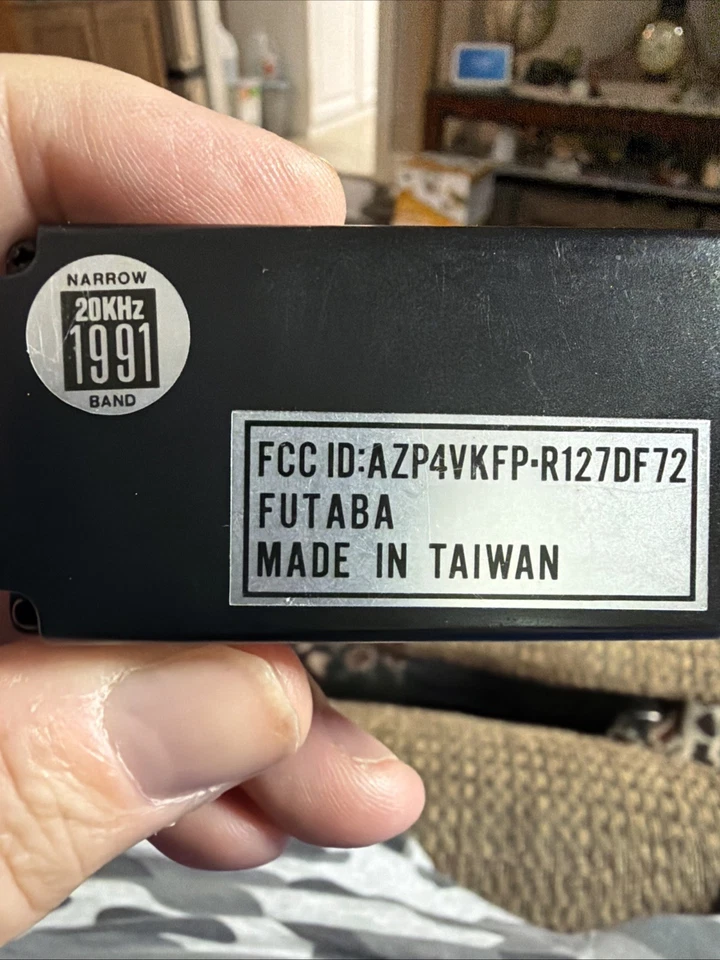 NARROW
20KHz
1991
BAND
FCC ID:AZP4VKFP-R127DF72
FUTABA
MADE IN TAIWAN